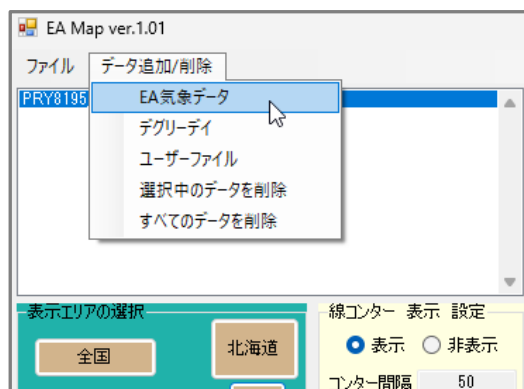 EA Map ver.1.01
ファイル データ追加/削除
PRY8195
EA気象データ
デグリーデイ
ユーザーファイル
選択中のデータを削除
すべてのデータを削除
表示エリアの選択
全国
北海道
線コンター 表示 設定
表示 非表示
コンター間隔 50